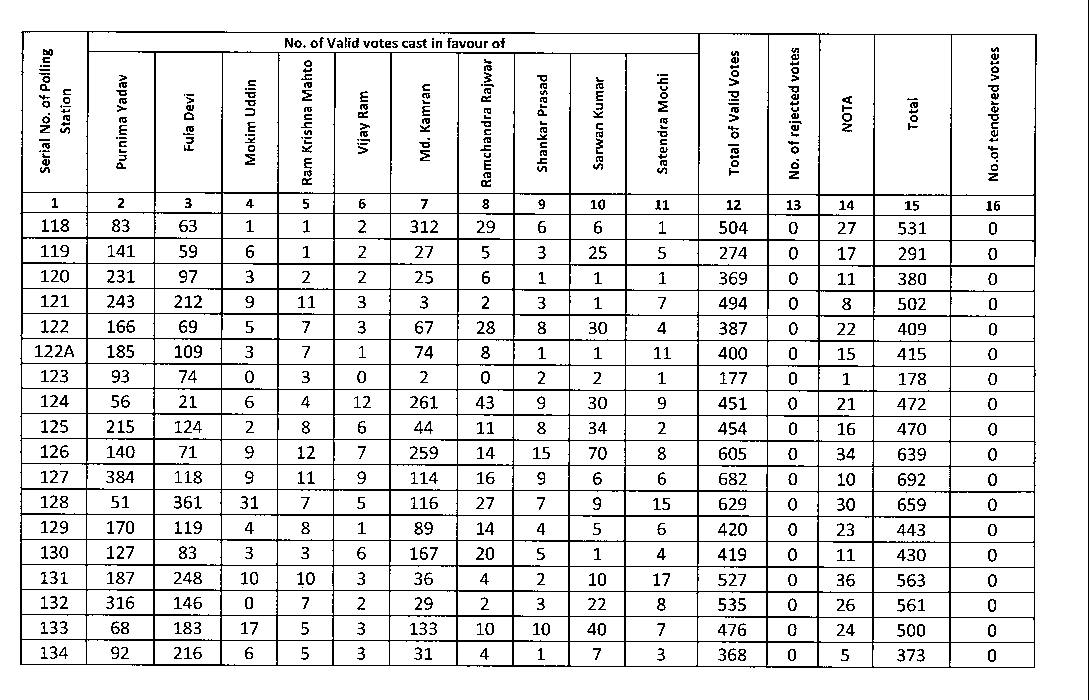 No. of Valid votes cast in favour of
Serial No. of Polling Station Purnima Yadav Fula Devi Mokim Uddin Ram Krishna Mahto Vijay Ram Md. Kamran Ramchandra Rajwar Shankar Prasad Sarwan Kumar Satendra Mochi Total of Valid Votes No. of rejected votes NOTA Total No.of tendered votes
1 2 3 4 5 6 7 8 9 10 11 12 13 14 15 16
118 83 63 1 1 2 312 29 6 6 1 504 0 27 531 0
119 141 59 6 1 2 27 5 3 25 5 274 0 17 291 0
120 231 97 3 2 2 25 6 1 1 1 369 0 11 380 0
121 243 212 9 11 3 3 2 3 1 7 494 0 8 502 0
122 166 69 5 7 3 67 28 8 30 4 387 0 22 409 0
122A 185 109 3 7 1 74 8 1 1 11 400 0 15 415 0
123 93 74 0 3 0 2 0 2 2 1 177 0 1 178 0
124 56 21 6 4 12 261 43 9 30 9 451 0 21 472 0
125 215 124 2 8 6 44 11 8 34 2 454 0 16 470 0
126 140 71 9 12 7 259 14 15 70 8 605 0 34 639 0
127 384 118 9 11 9 114 16 9 6 6 682 0 10 692 0
128 51 361 31 7 5 116 27 7 9 15 629 0 30 659 0
129 170 119 4 8 1 89 14 4 5 6 420 0 23 443 0
130 127 83 3 3 6 167 20 5 1 4 419 0 11 430 0
131 187 248 10 10 3 36 4 2 10 17 527 0 36 563 0
132 316 146 0 7 2 29 2 3 22 8 535 0 26 561 0
133 68 183 17 5 3 133 10 10 40 7 476 0 24 500 0
134 92 216 6 5 3 31 4 1 7 3 368 0 5 373 0